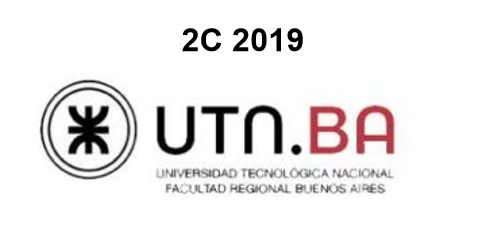 2C 2019
UTN.BA
UNIVERSIDAD TECNOLÓGICA NACIONAL
FACULTAD REGIONAL BUENOS AIRES